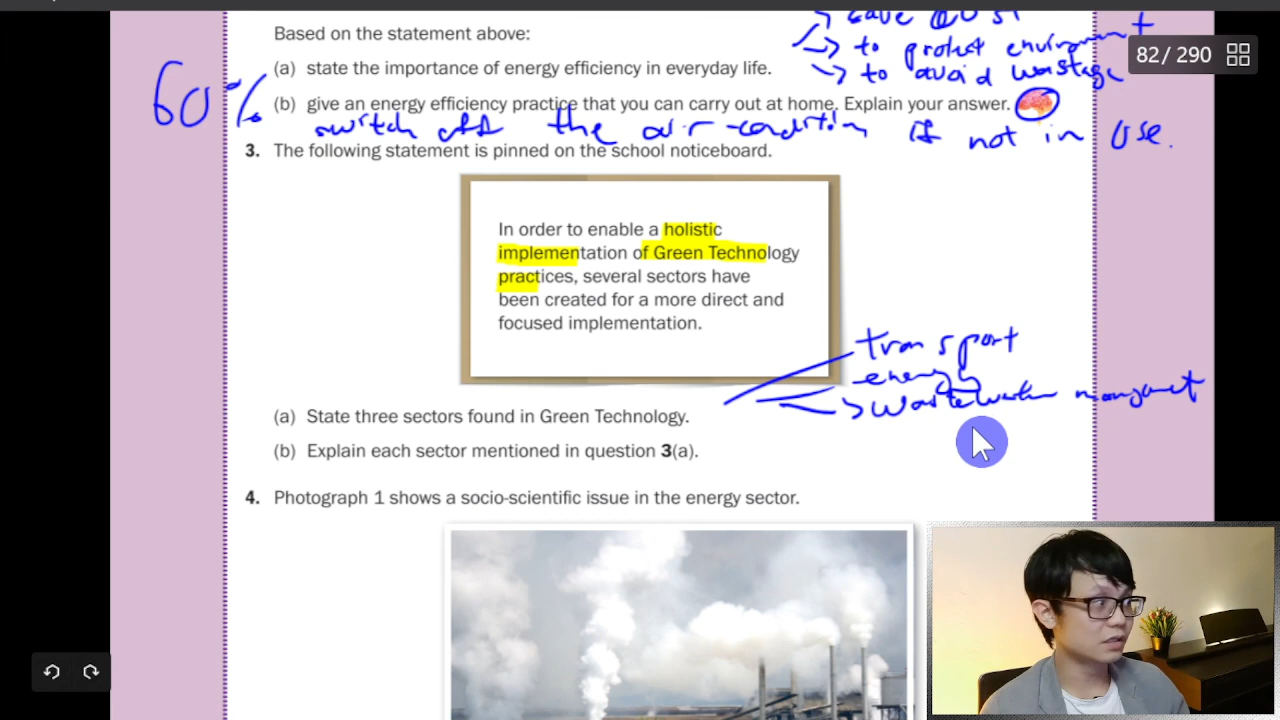 → save cost
Based on the statement above:
→ to protect environment
82 / 290
(a) state the importance of energy efficiency in everyday life.
→ to avoid wastage
60%
(b) give an energy efficiency practice that you can carry out at home. Explain your answer.
switch off the air-condition if not in use.
3. The following statement is pinned on the school noticeboard.
In order to enable a holistic
implementation of Green Technology
practices, several sectors have
been created for a more direct and
focused implementation.
transport
energy
wastewater
(a) State three sectors found in Green Technology.
(b) Explain each sector mentioned in question 3(a).
4. Photograph 1 shows a socio-scientific issue in the energy sector.